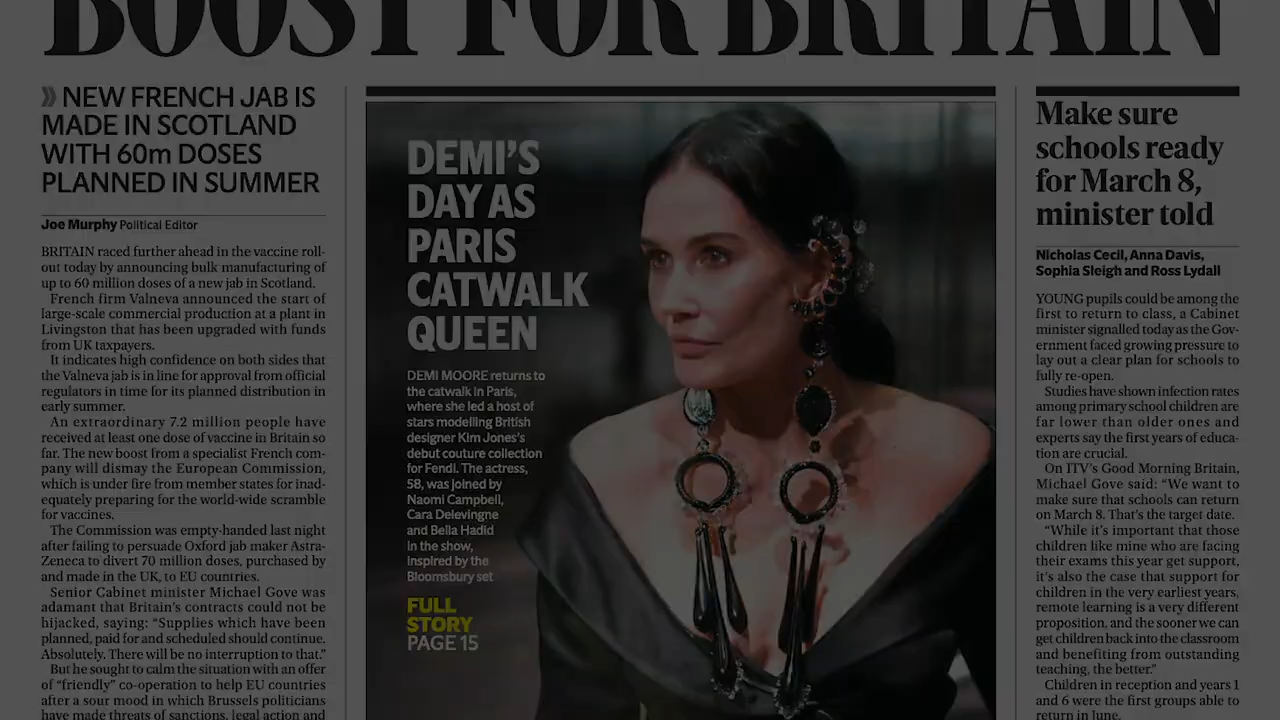 BOOST FOR BRITAIN
» NEW FRENCH JAB IS
MADE IN SCOTLAND
WITH 60m DOSES
PLANNED IN SUMMER
Joe Murphy Political Editor
BRITAIN raced further ahead in the vaccine roll-
out today by announcing bulk manufacturing of
up to 60 million doses of a new jab in Scotland.
French firm Valneva announced the start of
large-scale commercial production at a plant in
Livingston that has been upgraded with funds
from UK taxpayers.
It indicates high confidence on both sides that
the Valneva jab is in line for approval from official
regulators in time for its planned distribution in
early summer.
An extraordinary 7.2 million people have
received at least one dose of vaccine in Britain so
far. The new boost from a specialist French com-
pany will dismay the European Commission,
which is under fire from member states for inad-
equately preparing for the world-wide scramble
for vaccines.
The Commission was empty-handed last night
after failing to persuade Oxford jab maker Astra-
Zeneca to divert 70 million doses, purchased by
and made in the UK, to EU countries.
Senior Cabinet minister Michael Gove was
adamant that Britain's contracts could not be
hijacked, saying: "Supplies which have been
planned, paid for and scheduled should continue.
Absolutely. There will be no interruption to that."
But he sought to calm the situation with an offer
of "friendly" co-operation to help EU countries
after a sour mood in which Brussels politicians
have made threats of sanctions, legal action and
DEMI'S
DAY AS
PARIS
CATWALK
QUEEN
DEMI MOORE returns to
the catwalk in Paris,
where she led a host of
stars modelling British
designer Kim Jones's
debut couture collection
for Fendi. The actress,
58, was joined by
Naomi Campbell,
Cara Delevingne
and Bella Hadid
in the show,
inspired by the
Bloomsbury set
FULL
STORY
PAGE 15
Make sure
schools ready
for March 8,
minister told
Nicholas Cecil, Anna Davis,
Sophia Sleigh and Ross Lydall
YOUNG pupils could be among the
first to return to class, a Cabinet
minister signalled today as the Gov-
ernment faced growing pressure to
lay out a clear plan for schools to
fully re-open.
Studies have shown infection rates
among primary school children are
far lower than older ones and
experts say the first years of educa-
tion are crucial.
On ITV's Good Morning Britain,
Michael Gove said: "We want to
make sure that schools can return
on March 8. That's the target date.
"While it's important that those
children like mine who are facing
their exams this year get support,
it's also the case that support for
children in the very earliest years,
remote learning is a very different
proposition, and the sooner we can
get children back into the classroom
and benefiting from outstanding
teaching, the better."
Children in reception and years 1
and 6 were the first groups able to
return in June.